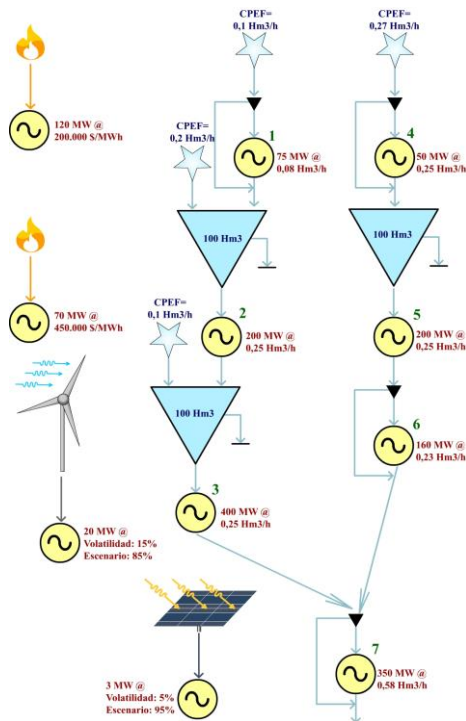 CPEF=
0,1 Hm3/h
CPEF=
0,27 Hm3/h
120 MW @
200.000 $/MWh
CPEF=
0,2 Hm3/h
1
75 MW @
0,08 Hm3/h
4
50 MW @
0,25 Hm3/h
100 Hm3
100 Hm3
70 MW @
450.000 $/MWh
CPEF=
0,1 Hm3/h
2
200 MW @
0,25 Hm3/h
5
200 MW @
0,25 Hm3/h
100 Hm3
6
160 MW @
0,23 Hm3/h
3
400 MW @
0,25 Hm3/h
20 MW @
Volatilidad: 15%
Escenario: 85%
7
350 MW @
0,58 Hm3/h
3 MW @
Volatilidad: 5%
Escenario: 95%